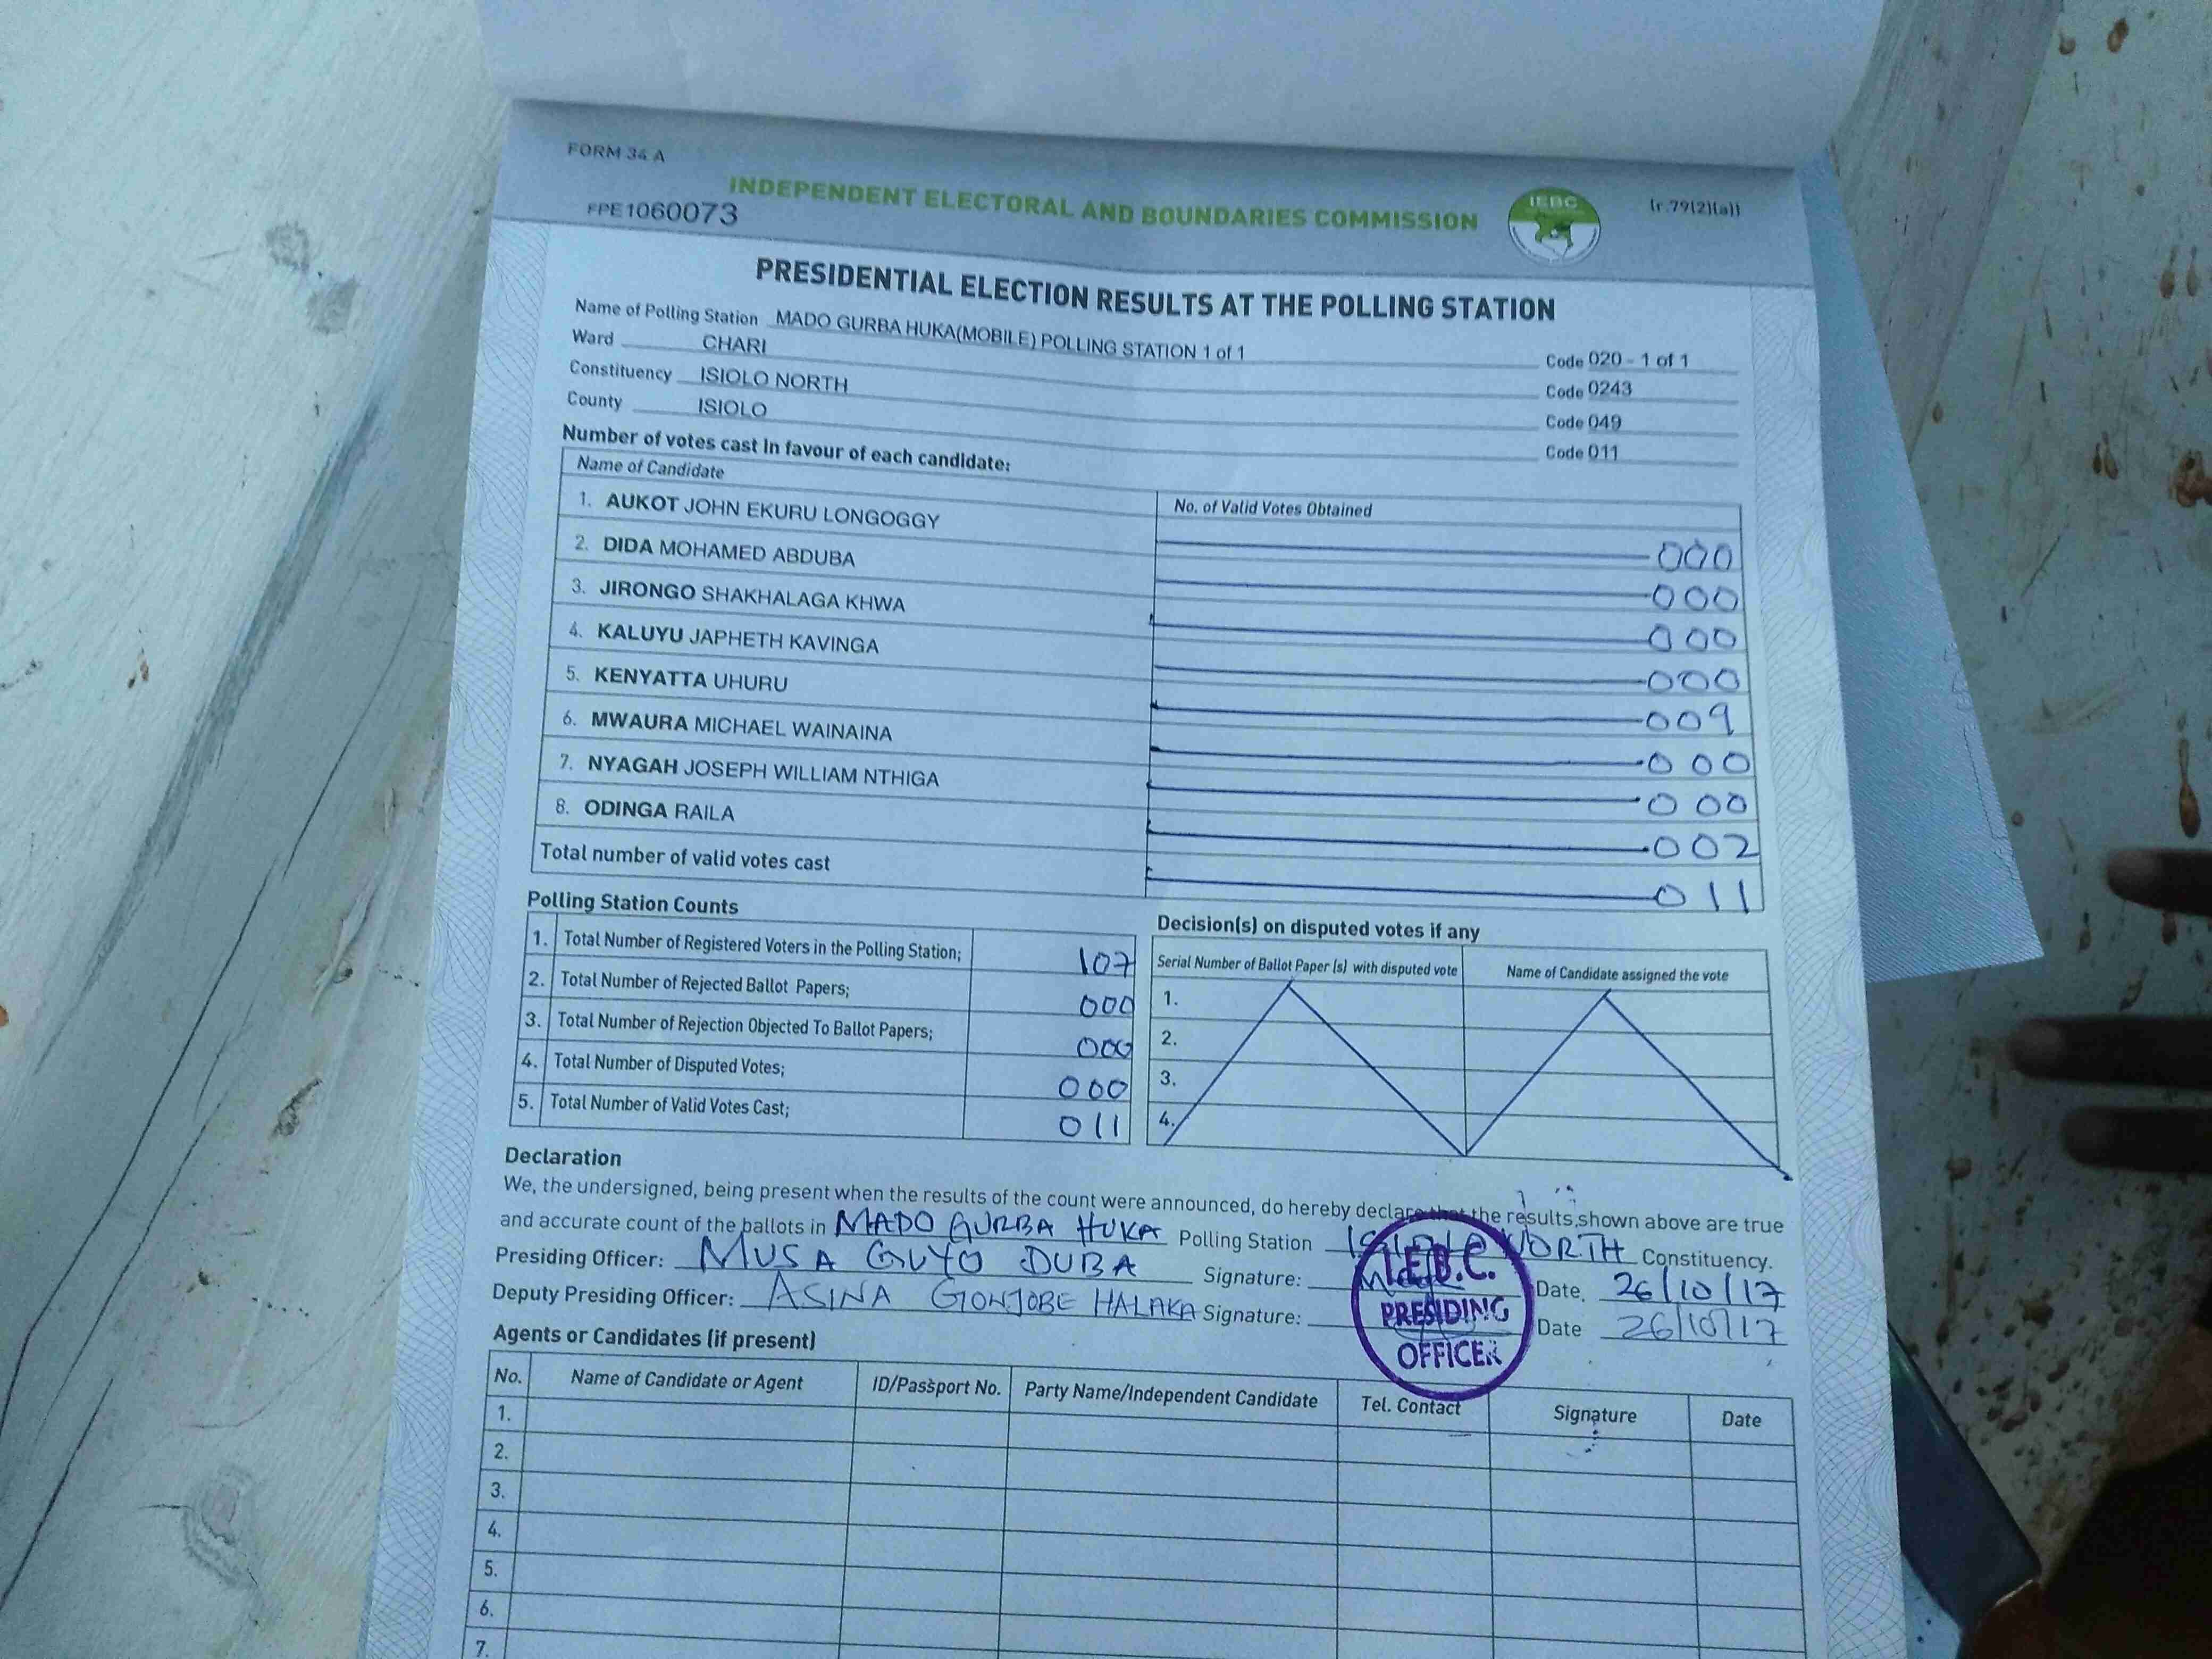 FORM 34 A
INDEPENDENT ELECTORAL AND BOUNDARIES COMMISSION
IEBC
(r.79(2)(a))
FPE1060073
PRESIDENTIAL ELECTION RESULTS AT THE POLLING STATION
Name of Polling Station MADO GURBA HUKA(MOBILE) POLLING STATION 1 of 1 Code 020 - 1 of 1
Ward CHARI Code 0243
Constituency ISIOLO NORTH Code 049
County ISIOLO Code 011
Number of votes cast in favour of each candidate:
Name of Candidate No. of Valid Votes Obtained
1. AUKOT JOHN EKURU LONGOGGY 000
2. DIDA MOHAMED ABDUBA 000
3. JIRONGO SHAKHALAGA KHWA 000
4. KALUYU JAPHETH KAVINGA 000
5. KENYATTA UHURU 009
6. MWAURA MICHAEL WAINAINA 000
7. NYAGAH JOSEPH WILLIAM NTHIGA 000
8. ODINGA RAILA 002
Total number of valid votes cast 011
Polling Station Counts
1. Total Number of Registered Voters in the Polling Station; 107
2. Total Number of Rejected Ballot Papers; 000
3. Total Number of Rejection Objected To Ballot Papers; 000
4. Total Number of Disputed Votes; 000
5. Total Number of Valid Votes Cast; 011
Decision(s) on disputed votes if any
Serial Number of Ballot Paper (s) with disputed vote Name of Candidate assigned the vote
1.
2.
3.
4.
Declaration
We, the undersigned, being present when the results of the count were announced, do hereby declare that the results shown above are true
and accurate count of the ballots in MADO GURBA HUKA Polling Station ISIOLO NORTH Constituency.
Presiding Officer: MUSA GUYO DUBA Signature: Date. 26/10/17
Deputy Presiding Officer: ASINA GONJOBE HALAKA Signature: Date 26/10/17
I.E.B.C.
PRESIDING
OFFICER
Agents or Candidates (if present)
No. Name of Candidate or Agent ID/Passport No. Party Name/Independent Candidate Tel. Contact Signature Date
1.
2.
3.
4.
5.
6.
7.